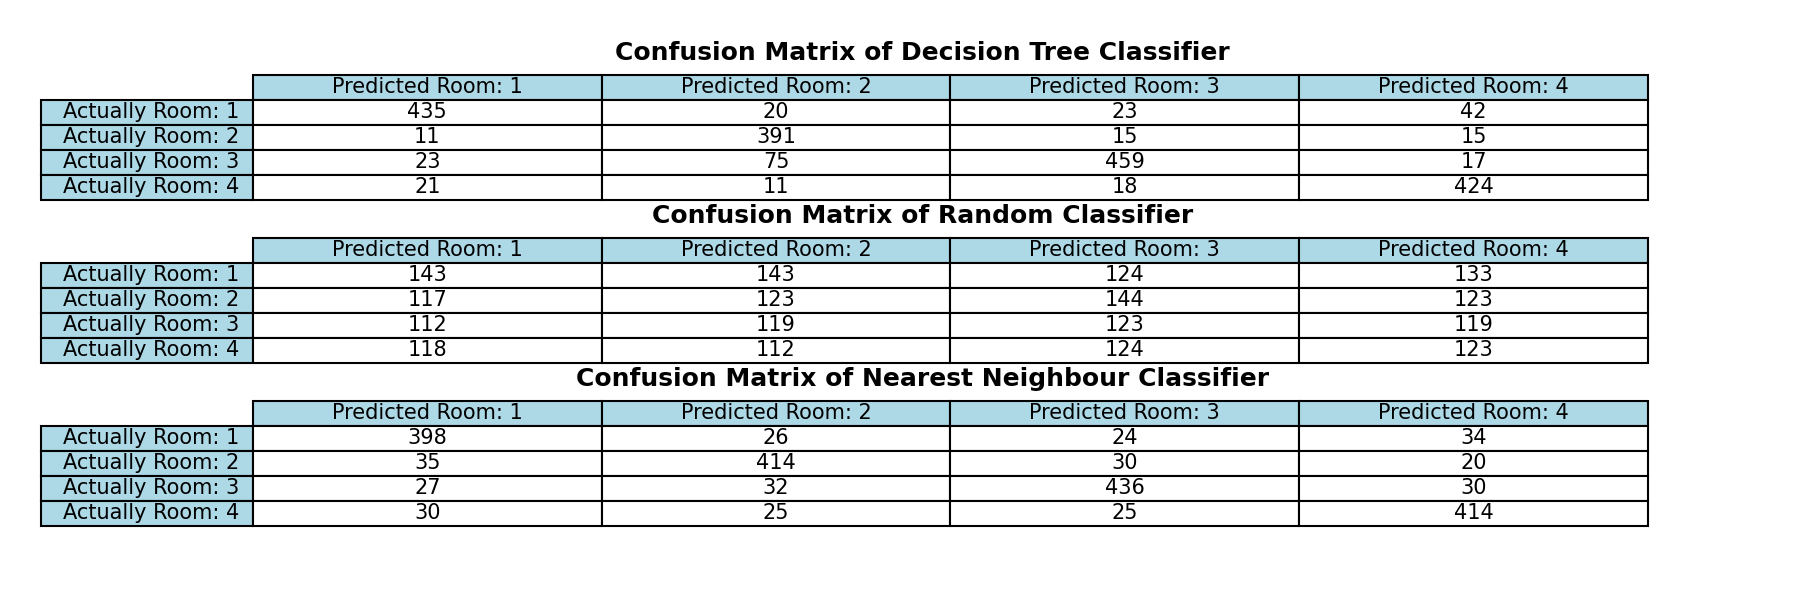 Confusion Matrix of Decision Tree Classifier
Predicted Room: 1 Predicted Room: 2 Predicted Room: 3 Predicted Room: 4
Actually Room: 1 435 20 23 42
Actually Room: 2 11 391 15 15
Actually Room: 3 23 75 459 17
Actually Room: 4 21 11 18 424
Confusion Matrix of Random Classifier
Predicted Room: 1 Predicted Room: 2 Predicted Room: 3 Predicted Room: 4
Actually Room: 1 143 143 124 133
Actually Room: 2 117 123 144 123
Actually Room: 3 112 119 123 119
Actually Room: 4 118 112 124 123
Confusion Matrix of Nearest Neighbour Classifier
Predicted Room: 1 Predicted Room: 2 Predicted Room: 3 Predicted Room: 4
Actually Room: 1 398 26 24 34
Actually Room: 2 35 414 30 20
Actually Room: 3 27 32 436 30
Actually Room: 4 30 25 25 414